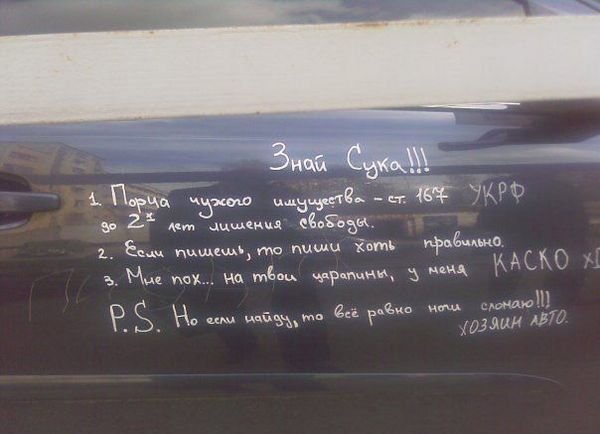 Знай Сука!!!
1. Порча чужого имущества – ст. 167 УКРФ
до 2х лет лишения свободы.
2. Если пишешь, то пиши хоть правильно.
3. Мне пох... на твои царапины, у меня КАСКО xD
P.S. Но если найду, то всё равно ноги сломаю!!!
ХОЗЯИН АВТО.